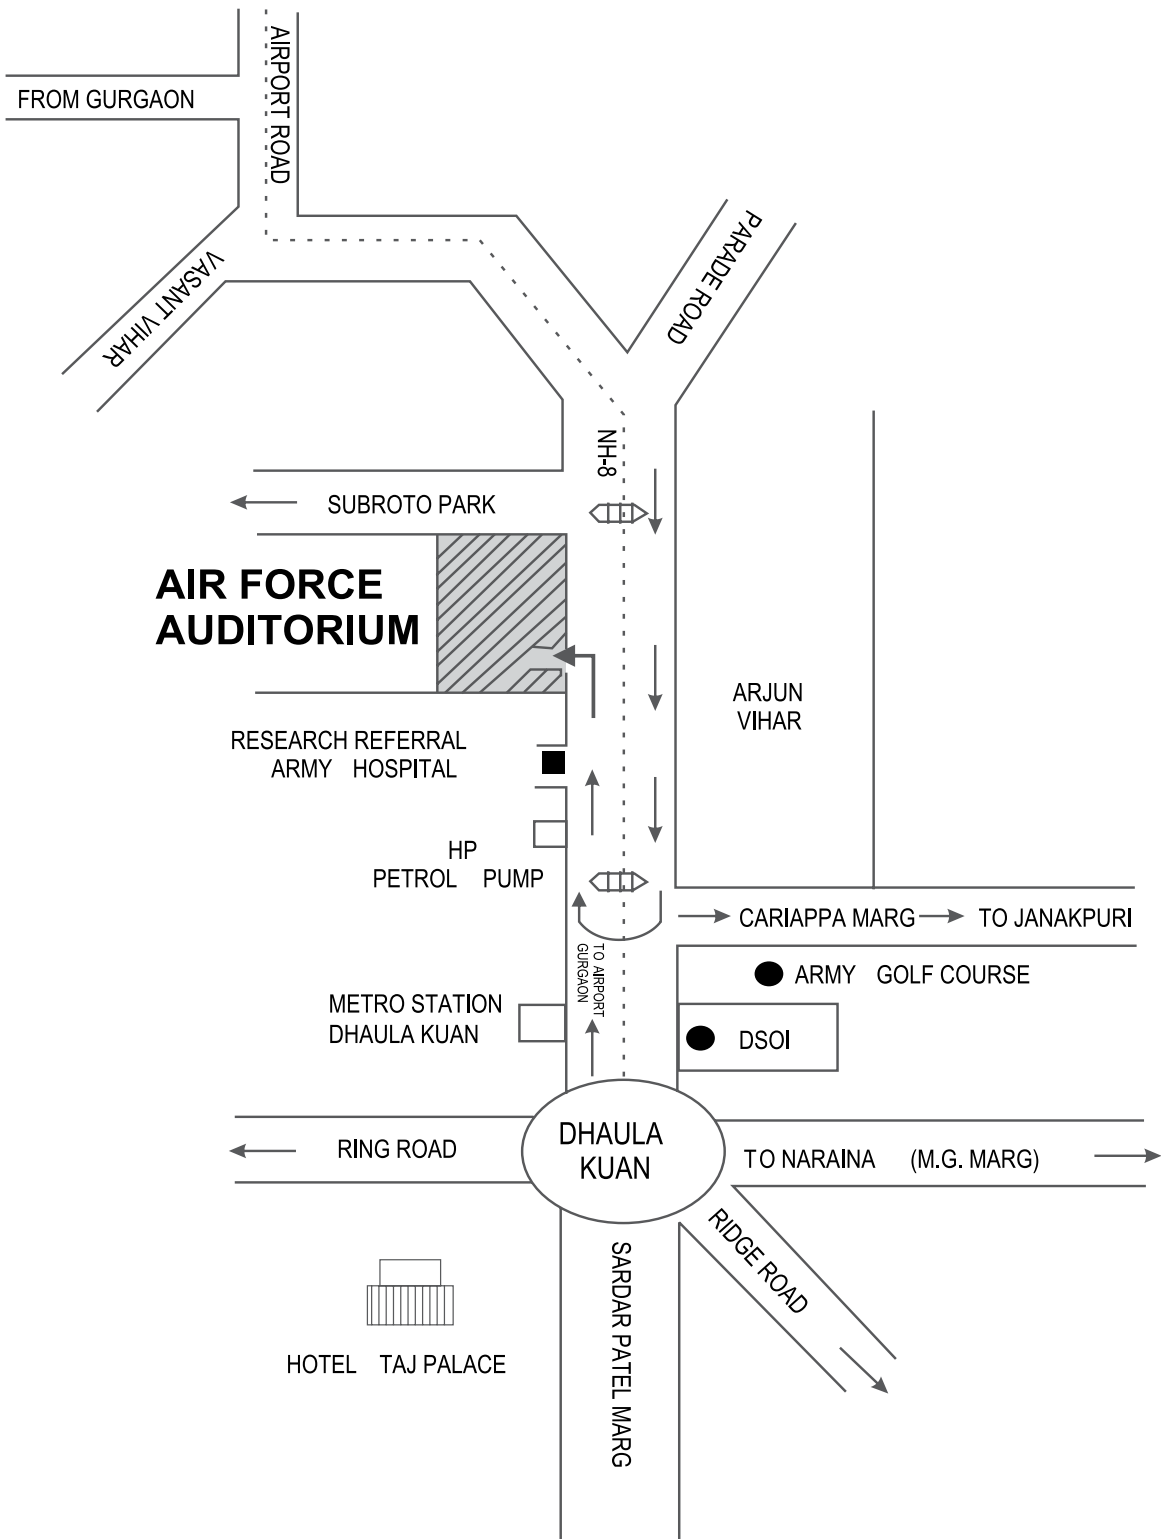 AIRPORT ROAD
FROM GURGAON
PARADE ROAD
VASANT VIHAR
NH-8
SUBROTO PARK
AIR FORCE
AUDITORIUM
ARJUN
VIHAR
RESEARCH REFERRAL
ARMY HOSPITAL
HP
PETROL PUMP
CARIAPPA MARG
TO JANAKPURI
TO AIRPORT
GURGAON
ARMY GOLF COURSE
METRO STATION
DHAULA KUAN
DSOI
DHAULA
KUAN
RING ROAD
TO NARAINA (M.G. MARG)
RIDGE ROAD
SARDAR PATEL MARG
HOTEL TAJ PALACE